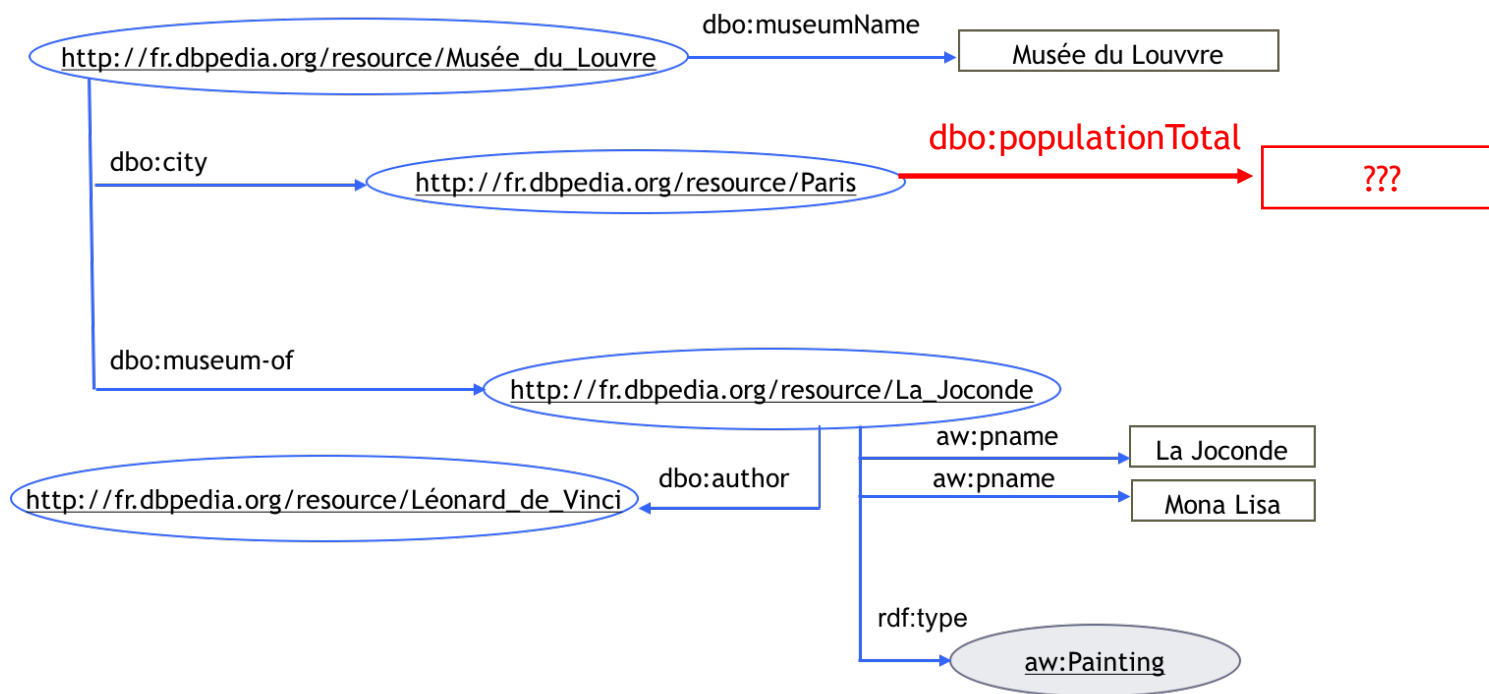 dbo:museumName
http://fr.dbpedia.org/resource/Musée_du_Louvre
Musée du Louvvre
dbo:populationTotal
dbo:city
http://fr.dbpedia.org/resource/Paris
???
dbo:museum-of
http://fr.dbpedia.org/resource/La_Joconde
aw:pname
La Joconde
dbo:author
aw:pname
http://fr.dbpedia.org/resource/Léonard_de_Vinci
Mona Lisa
rdf:type
aw:Painting